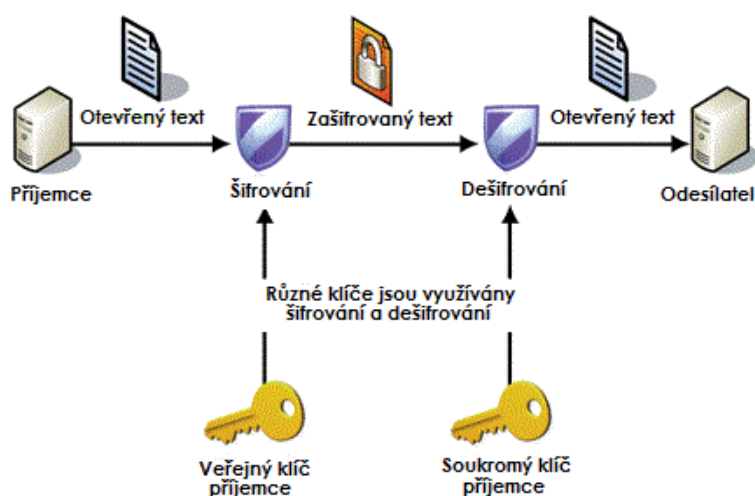 Otevřený text
Zašifrovaný text
Otevřený text
Příjemce
Šifrování
Dešifrování
Odesílatel
Různé klíče jsou využívány
šifrování a dešifrování
Veřejný klíč
příjemce
Soukromý klíč
příjemce